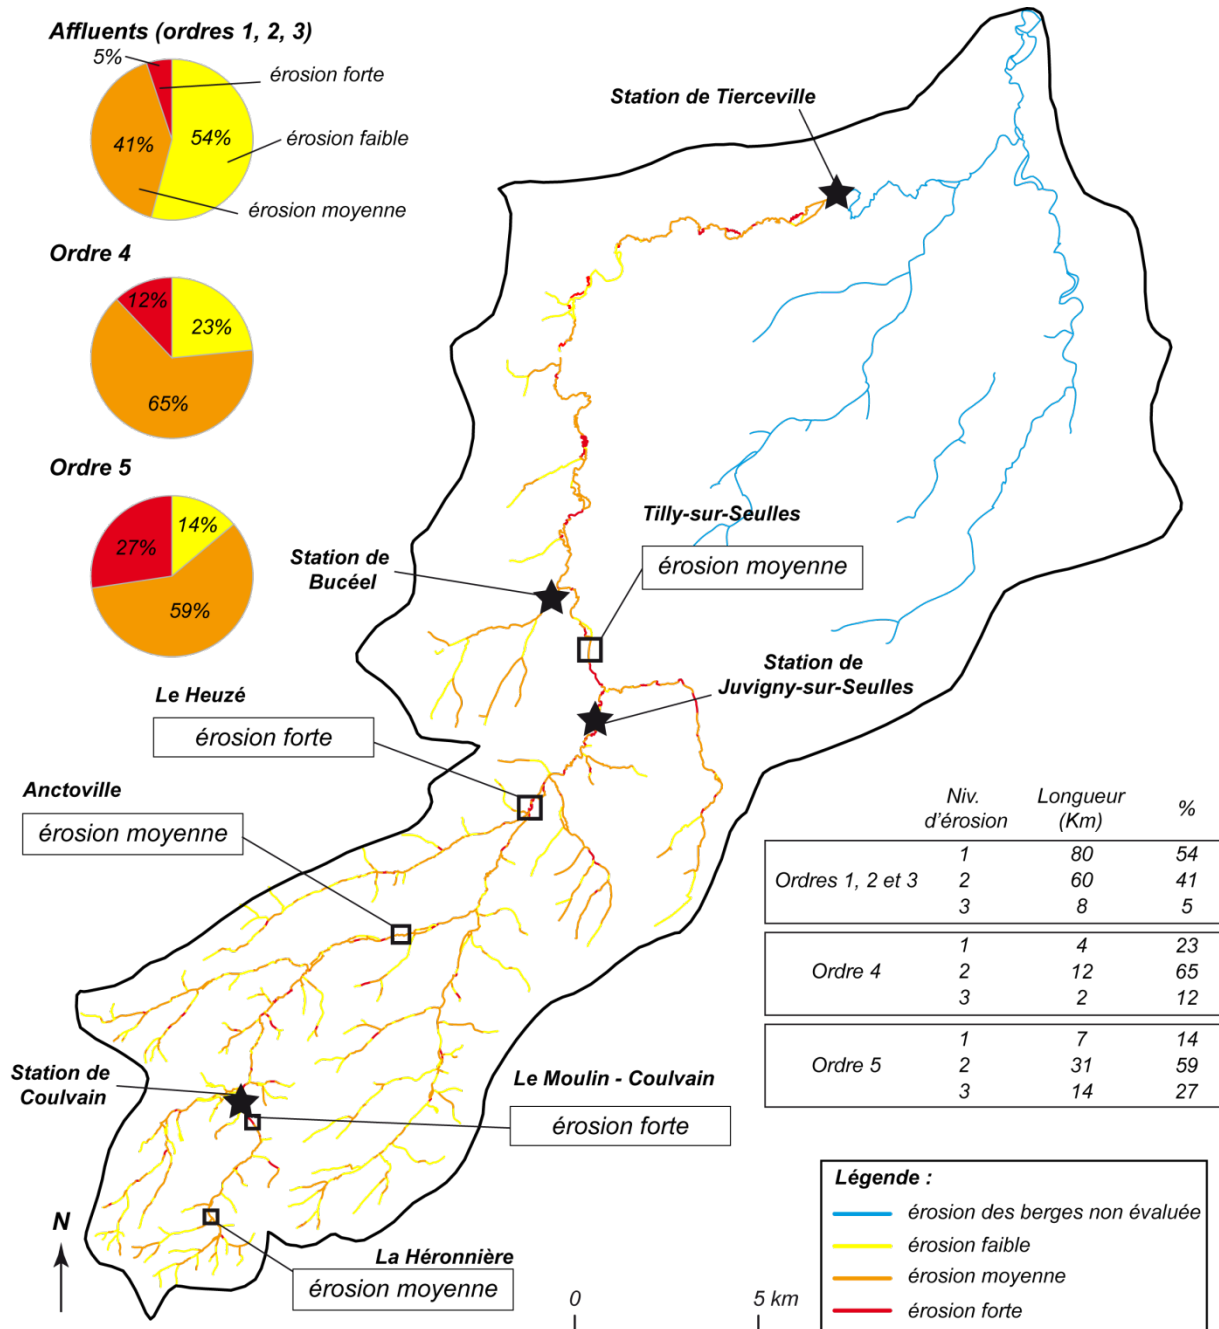 Affluents (ordres 1, 2, 3)
5%
érosion forte
41%
54%
érosion faible
érosion moyenne
Ordre 4
12%
23%
65%
Ordre 5
14%
27%
59%
Station de Tierceville
Tilly-sur-Seulles
érosion moyenne
Station de
Bucéel
Station de
Juvigny-sur-Seulles
Le Heuzé
érosion forte
Anctoville
érosion moyenne
Niv. d'érosion Longueur (Km) %
Ordres 1, 2 et 3
1 80 54
2 60 41
3 8 5
Ordre 4
1 4 23
2 12 65
3 2 12
Ordre 5
1 7 14
2 31 59
3 14 27
Station de
Coulvain
Le Moulin - Coulvain
érosion forte
La Héronnière
érosion moyenne
N
0 5 km
Légende :
érosion des berges non évaluée
érosion faible
érosion moyenne
érosion forte